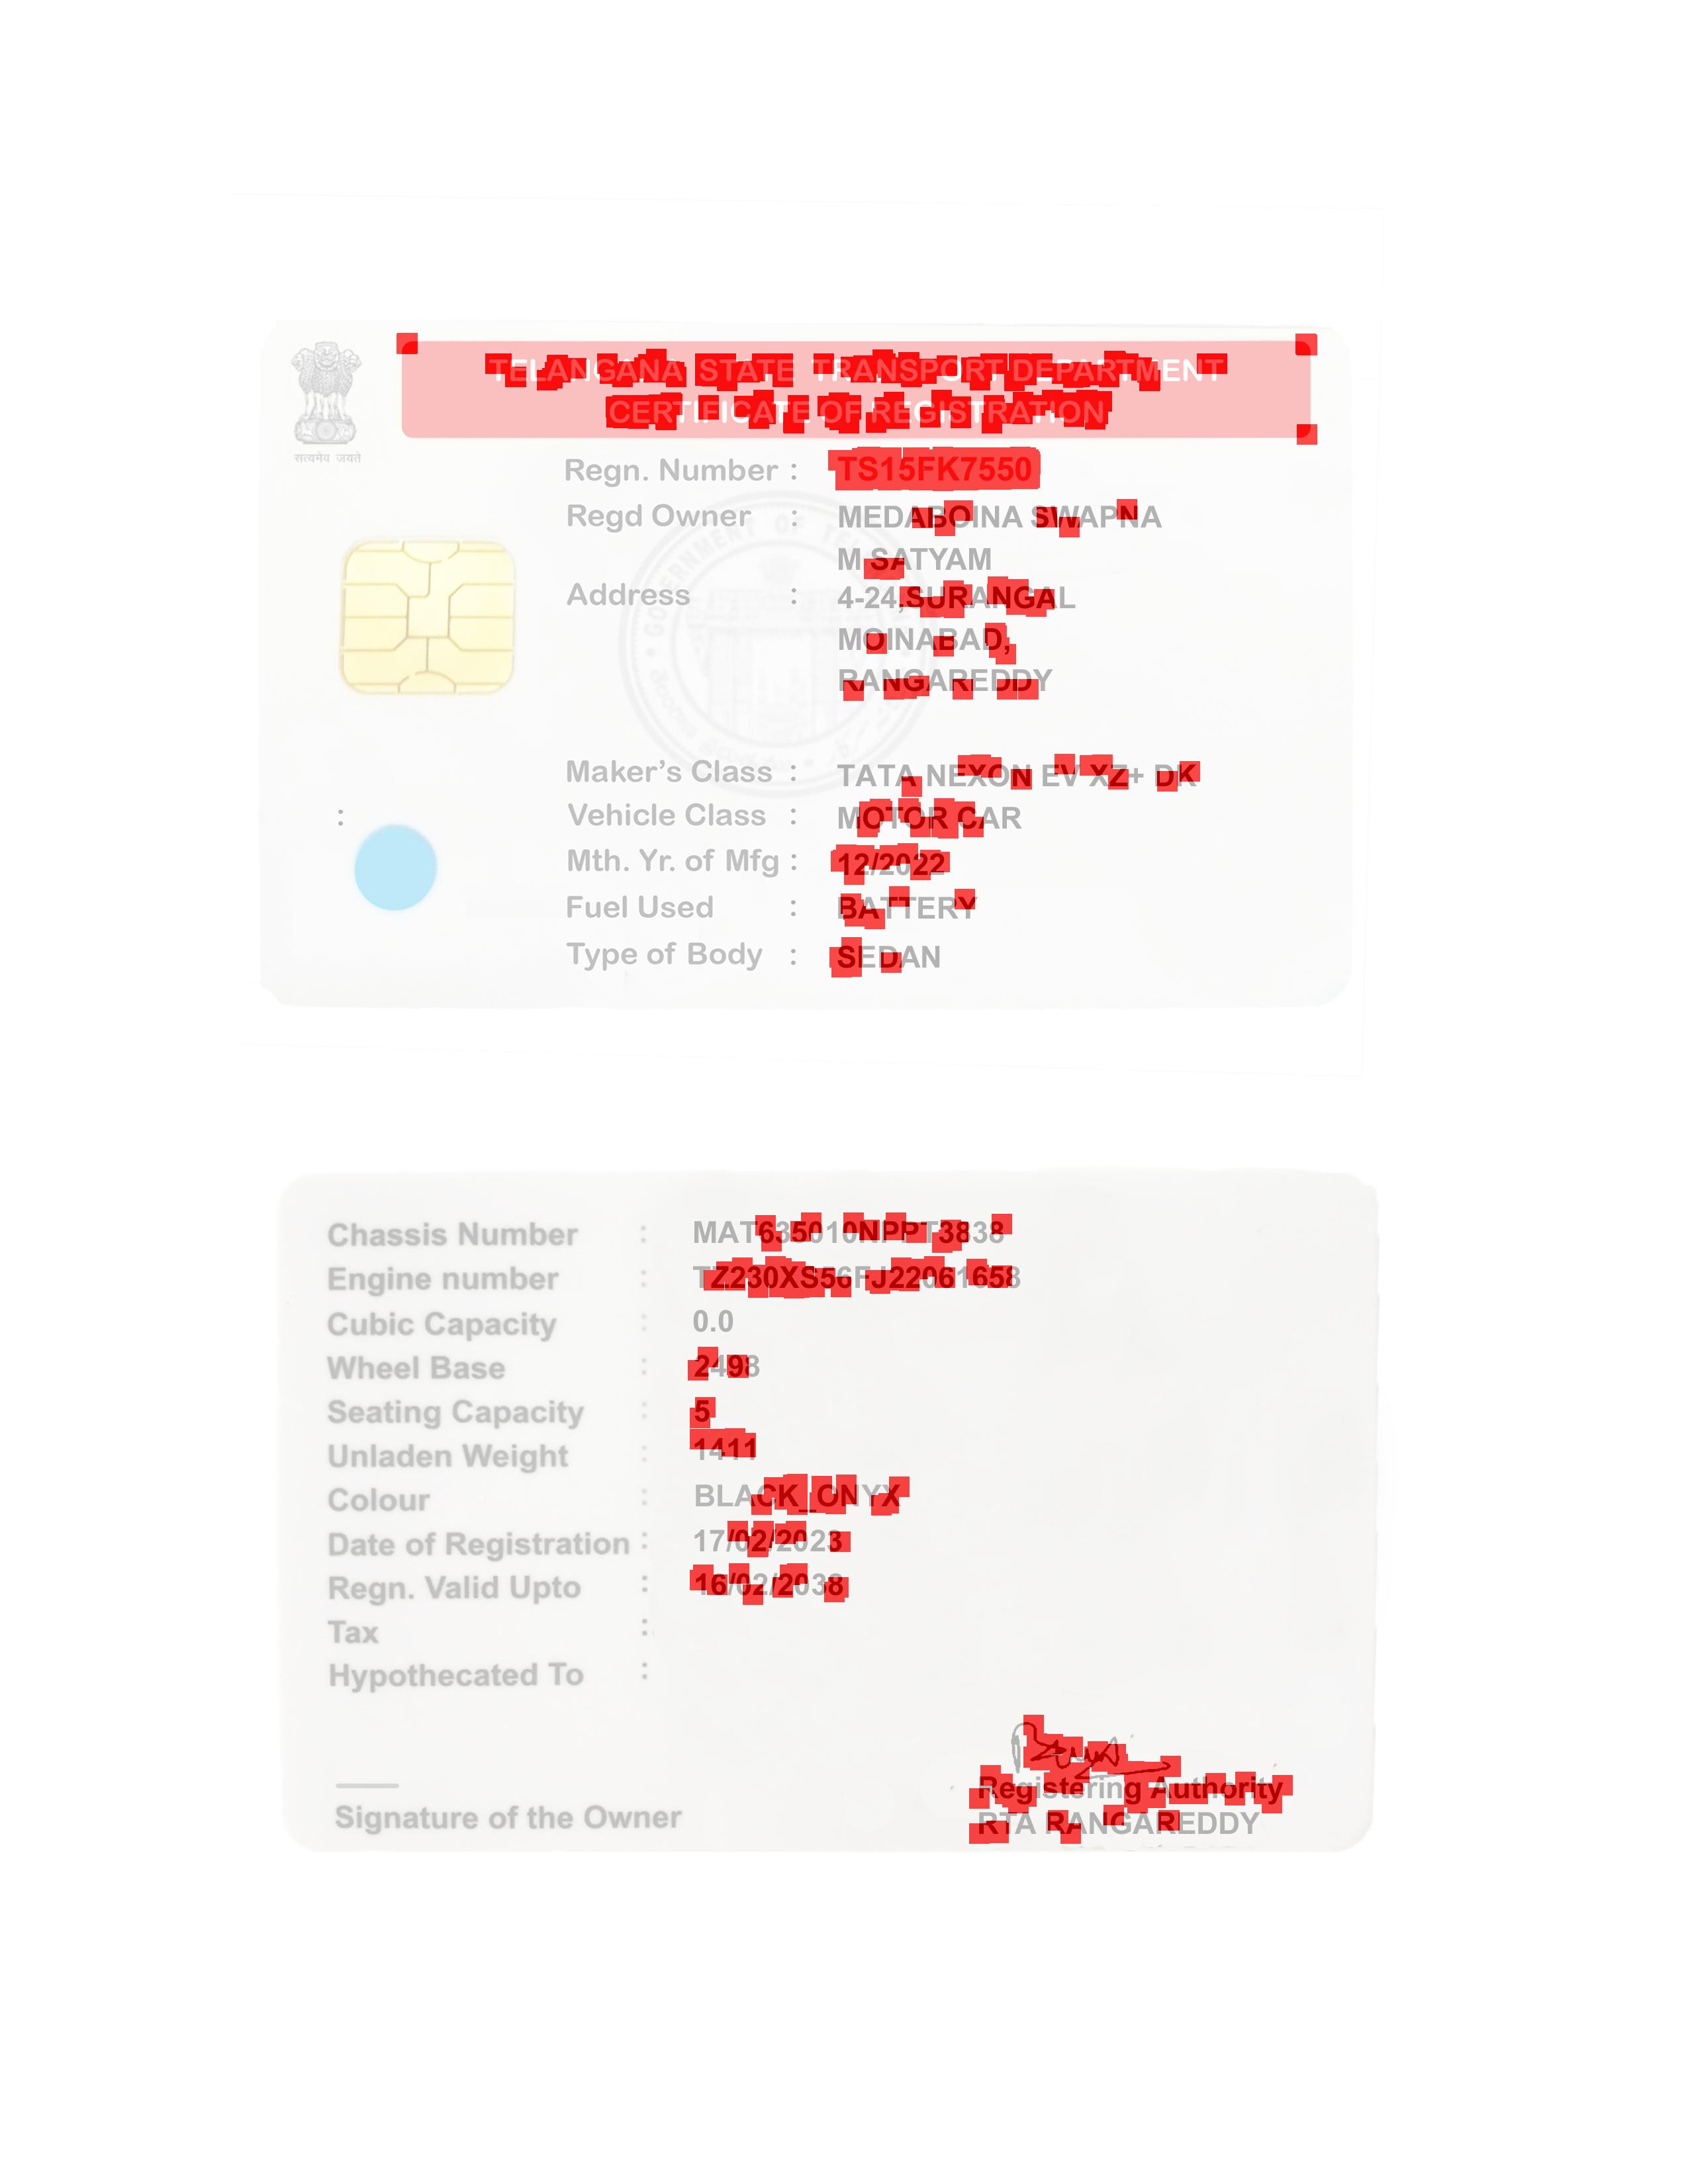 TELANGANA STATE TRANSPORT DEPARTMENT
CERTIFICATE OF REGISTRATION
सत्यमेव जयते
Regn. Number : TS15FK7550
Regd Owner : MEDABOINA SWAPNA
M SATYAM
Address : 4-24,SURANGAL
MOINABAD,
RANGAREDDY
Maker's Class : TATA NEXON EV XZ+ DK
: Vehicle Class : MOTOR CAR
Mth. Yr. of Mfg : 12/2022
Fuel Used : BATTERY
Type of Body : SEDAN
Chassis Number : MAT635010NPPT3838
Engine number :
Cubic Capacity : 0.0
Wheel Base : 2498
Seating Capacity : 5
Unladen Weight : 1411
Colour : BLACK_ONYX
Date of Registration : 17/02/2023
Regn. Valid Upto : 16/02/2038
Tax :
Hypothecated To :
Registering Authority
Signature of the Owner RTA RANGAREDDY